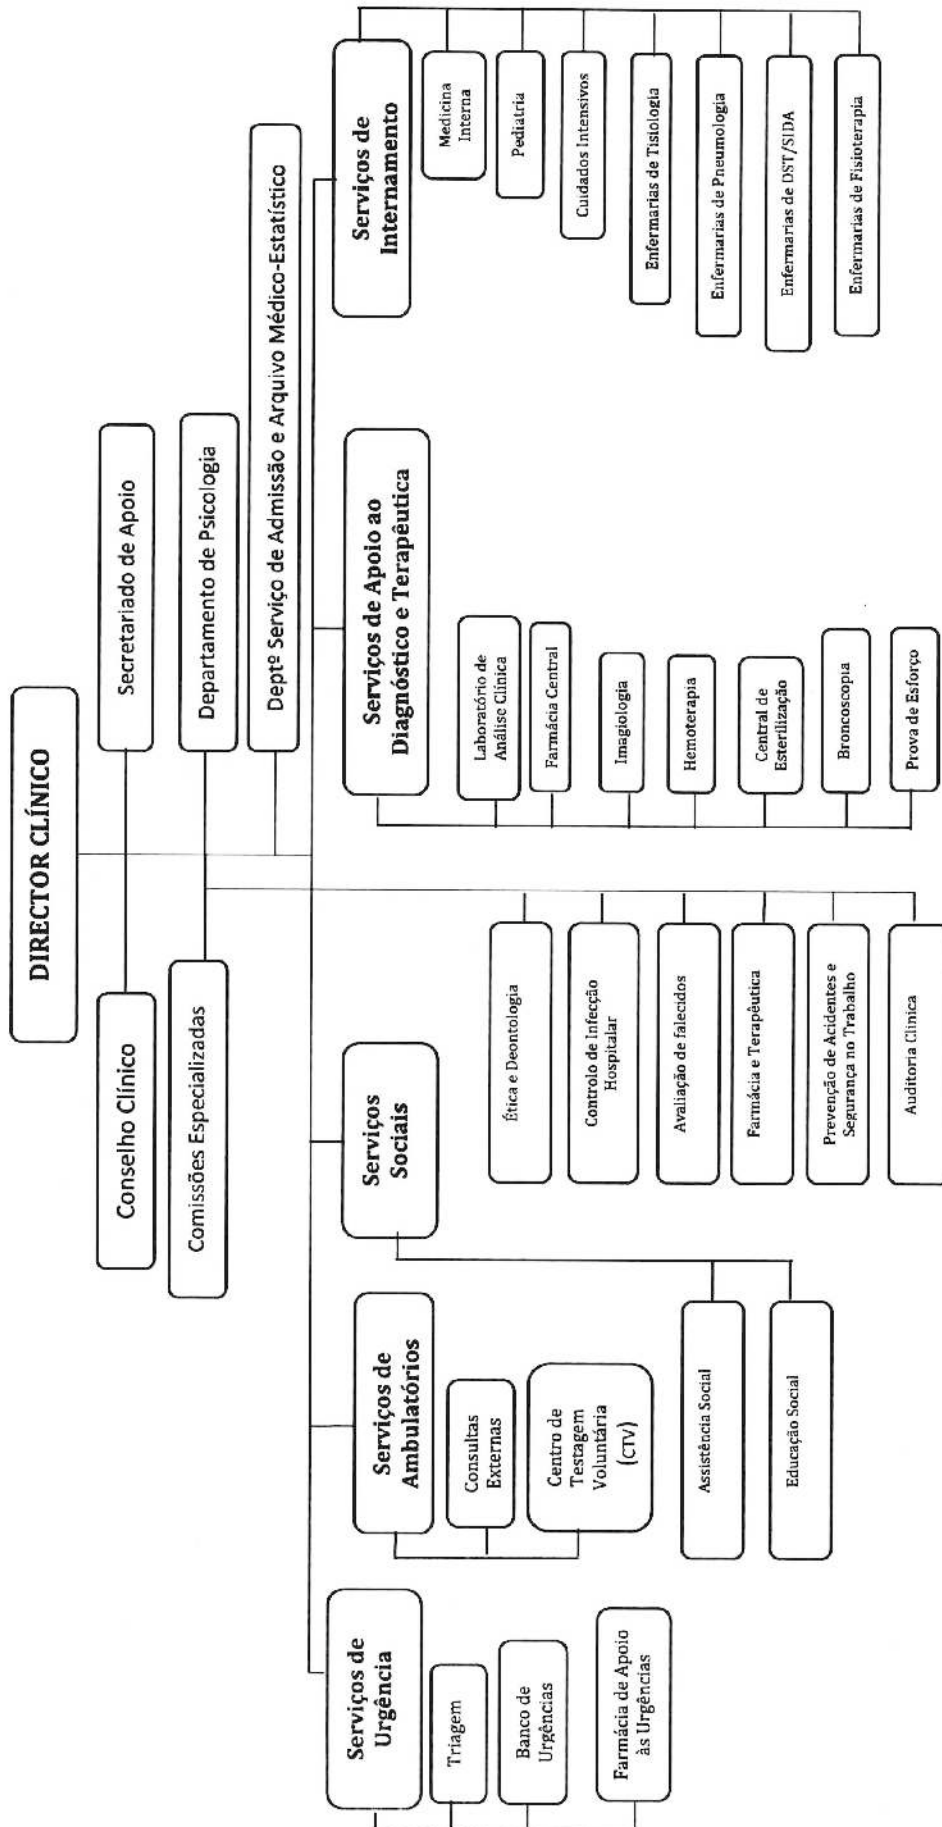 DIRECTOR CLÍNICO
Conselho Clínico
Secretariado de Apoio
Comissões Especializadas
Departamento de Psicologia
Deptº Serviço de Admissão e Arquivo Médico-Estatístico
Serviços de
Urgência
Triagem
Banco de
Urgências
Farmácia de Apoio
às Urgências
Serviços de
Ambulatórios
Consultas
Externas
Centro de
Testagem
Voluntária
(CTV)
Serviços
Sociais
Assistência Social
Educação Social
Ética e Deontologia
Controlo de Infecção
Hospitalar
Avaliação de falecidos
Farmácia e Terapêutica
Prevenção de Acidentes e
Segurança no Trabalho
Auditoria Clinica
Serviços de Apoio ao
Diagnóstico e Terapêutica
Laboratório de
Análise Clínica
Farmácia Central
Imagiologia
Hemoterapia
Central de
Esterilização
Broncoscopia
Prova de Esforço
Serviços de
Internamento
Medicina
Interna
Pediatria
Cuidados Intensivos
Enfermarias de Tisiologia
Enfermarias de Pneumologia
Enfermarias de DST/SIDA
Enfermarias de Fisioterapia